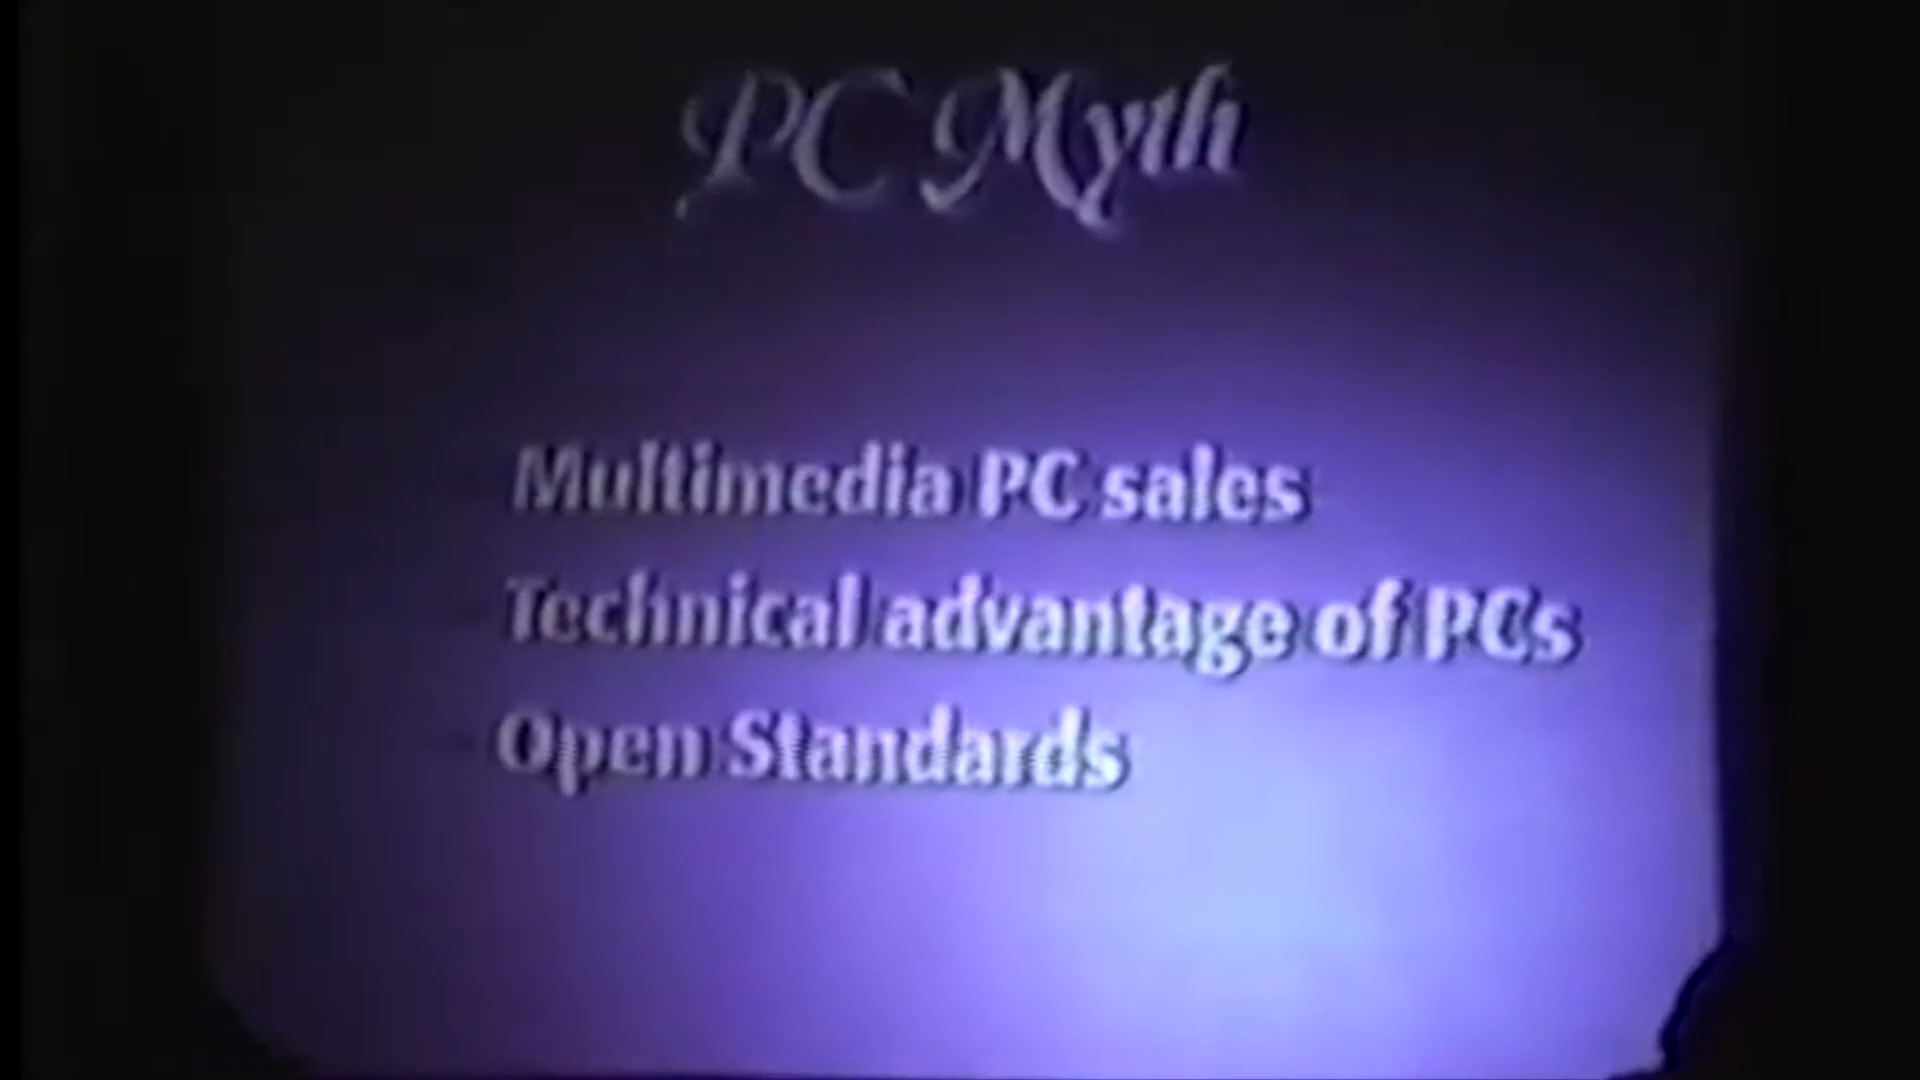 PC Myth
Multimedia PC sales
Technical advantage of PCs
Open Standards